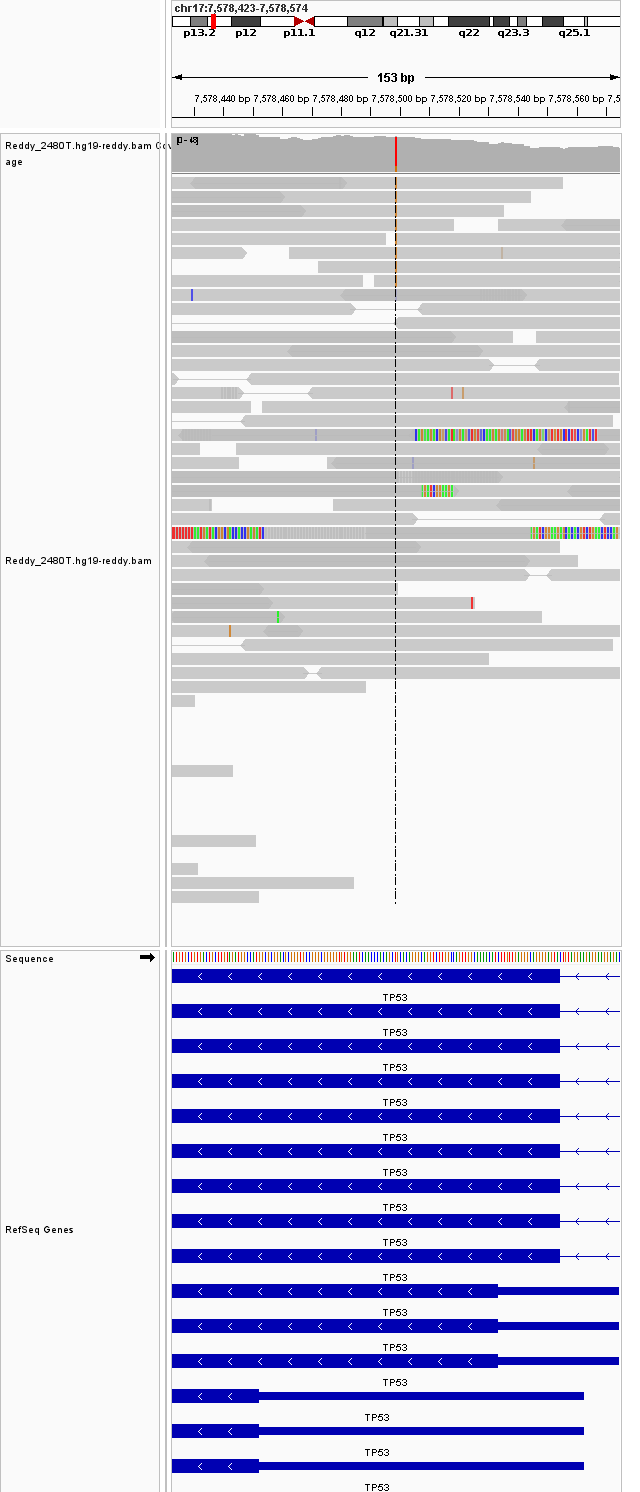 chr17:7,578,423-7,578,574
p13.2 p12 p11.1 q12 q21.31 q22 q23.3 q25.1
153 bp
7,578,440 bp 7,578,460 bp 7,578,480 bp 7,578,500 bp 7,578,520 bp 7,578,540 bp 7,578,560 bp 7,5
Reddy_2480T.hg19-reddy.bam Cov
age
Reddy_2480T.hg19-reddy.bam
Sequence
TP53
TP53
TP53
TP53
TP53
TP53
TP53
RefSeq Genes
TP53
TP53
TP53
TP53
TP53
TP53
TP53
TP53